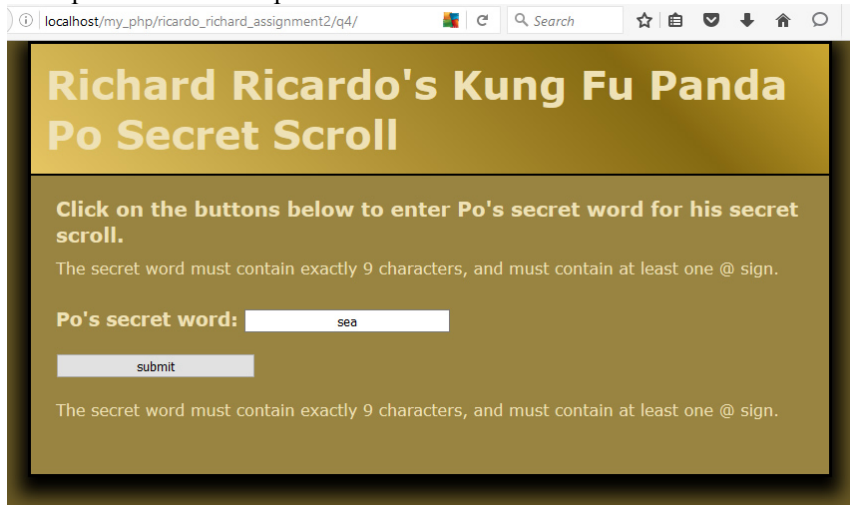 localhost/my_php/ricardo_richard_assignment2/q4/
Search
Richard Ricardo's Kung Fu Panda
Po Secret Scroll
Click on the buttons below to enter Po's secret word for his secret
scroll.
The secret word must contain exactly 9 characters, and must contain at least one @ sign.
Po's secret word: sea
submit
The secret word must contain exactly 9 characters, and must contain at least one @ sign.